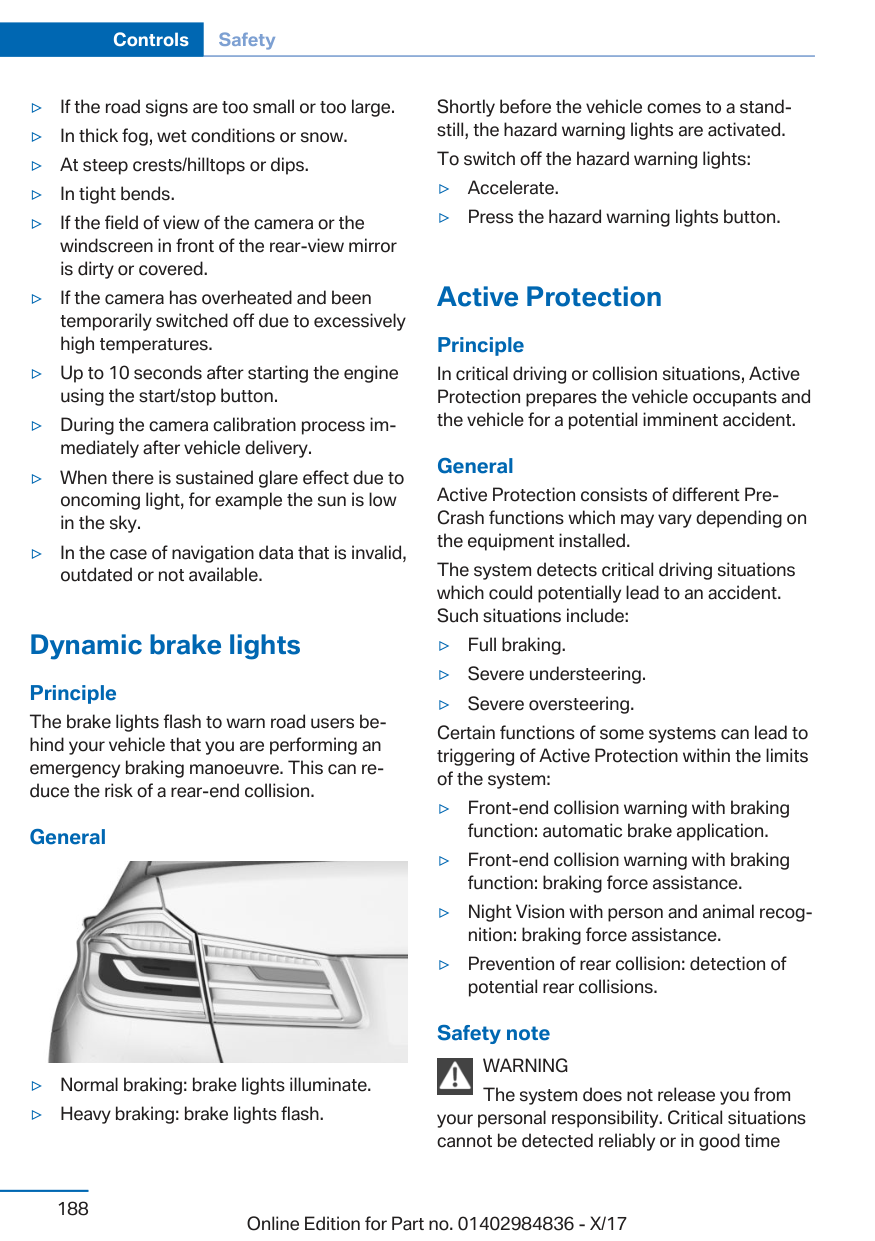 Controls Safety
▷ If the road signs are too small or too large.
▷ In thick fog, wet conditions or snow.
▷ At steep crests/hilltops or dips.
▷ In tight bends.
▷ If the field of view of the camera or the
windscreen in front of the rear-view mirror
is dirty or covered.
▷ If the camera has overheated and been
temporarily switched off due to excessively
high temperatures.
▷ Up to 10 seconds after starting the engine
using the start/stop button.
▷ During the camera calibration process im-
mediately after vehicle delivery.
▷ When there is sustained glare effect due to
oncoming light, for example the sun is low
in the sky.
▷ In the case of navigation data that is invalid,
outdated or not available.
Dynamic brake lights
Principle
The brake lights flash to warn road users be-
hind your vehicle that you are performing an
emergency braking manoeuvre. This can re-
duce the risk of a rear-end collision.
General
▷ Normal braking: brake lights illuminate.
▷ Heavy braking: brake lights flash.
Shortly before the vehicle comes to a stand-
still, the hazard warning lights are activated.
To switch off the hazard warning lights:
▷ Accelerate.
▷ Press the hazard warning lights button.
Active Protection
Principle
In critical driving or collision situations, Active
Protection prepares the vehicle occupants and
the vehicle for a potential imminent accident.
General
Active Protection consists of different Pre-
Crash functions which may vary depending on
the equipment installed.
The system detects critical driving situations
which could potentially lead to an accident.
Such situations include:
▷ Full braking.
▷ Severe understeering.
▷ Severe oversteering.
Certain functions of some systems can lead to
triggering of Active Protection within the limits
of the system:
▷ Front-end collision warning with braking
function: automatic brake application.
▷ Front-end collision warning with braking
function: braking force assistance.
▷ Night Vision with person and animal recog-
nition: braking force assistance.
▷ Prevention of rear collision: detection of
potential rear collisions.
Safety note
WARNING
The system does not release you from
your personal responsibility. Critical situations
cannot be detected reliably or in good time
188
Online Edition for Part no. 01402984836 - X/17